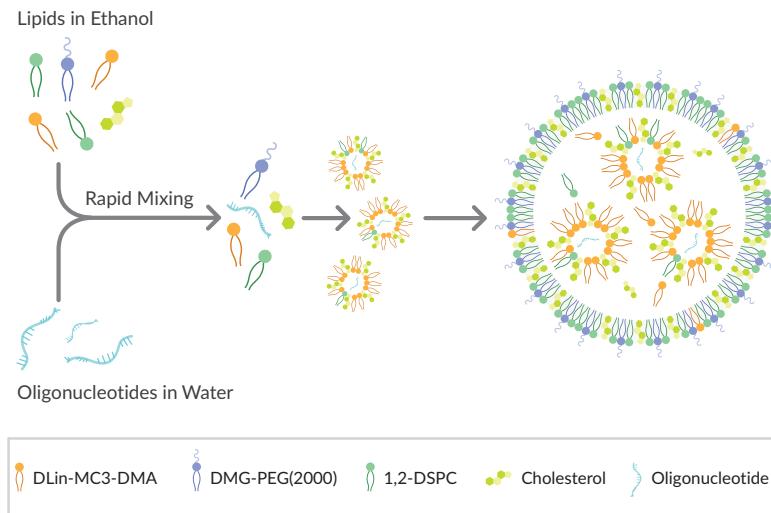 Lipids in Ethanol
Rapid Mixing
Oligonucleotides in Water
DLin-MC3-DMA
DMG-PEG(2000)
1,2-DSPC
Cholesterol
Oligonucleotide